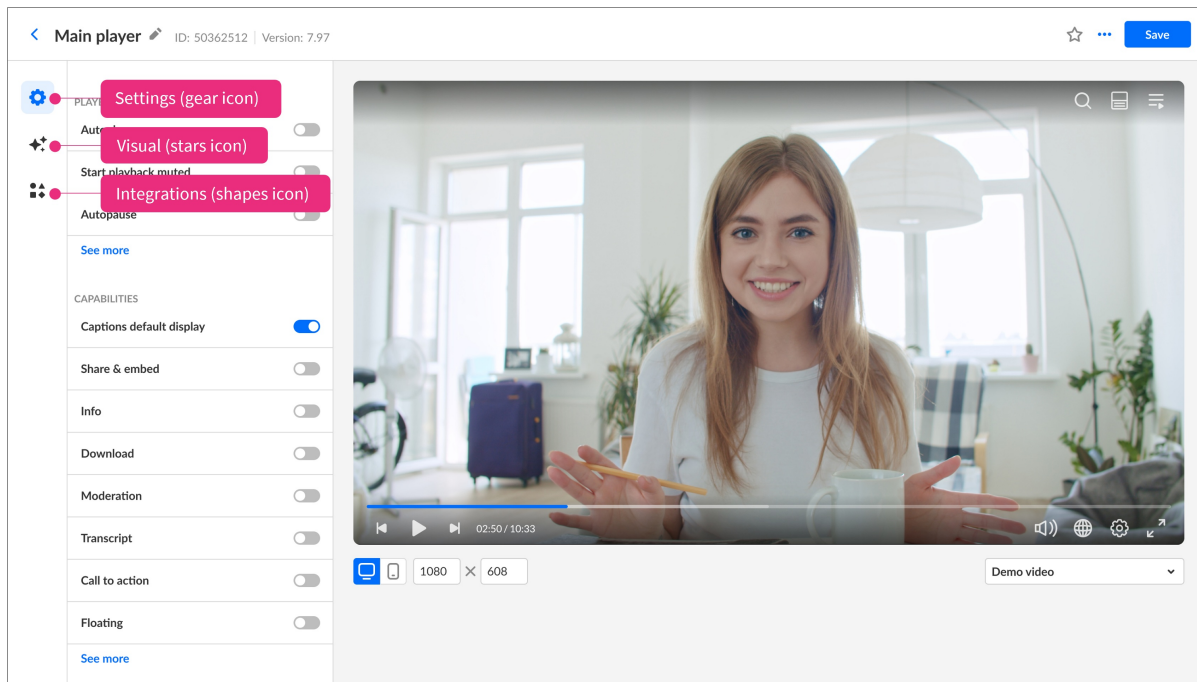 Main player ID: 50362512 Version: 7.97 Save
Settings (gear icon)
Visual (stars icon)
Start playback muted
Integrations (shapes icon)
Autopause
See more
CAPABILITIES
Captions default display
Share & embed
Info
Download
Moderation
Transcript
Call to action
Floating
See more
02:50 / 10:33
1080 608
Demo video